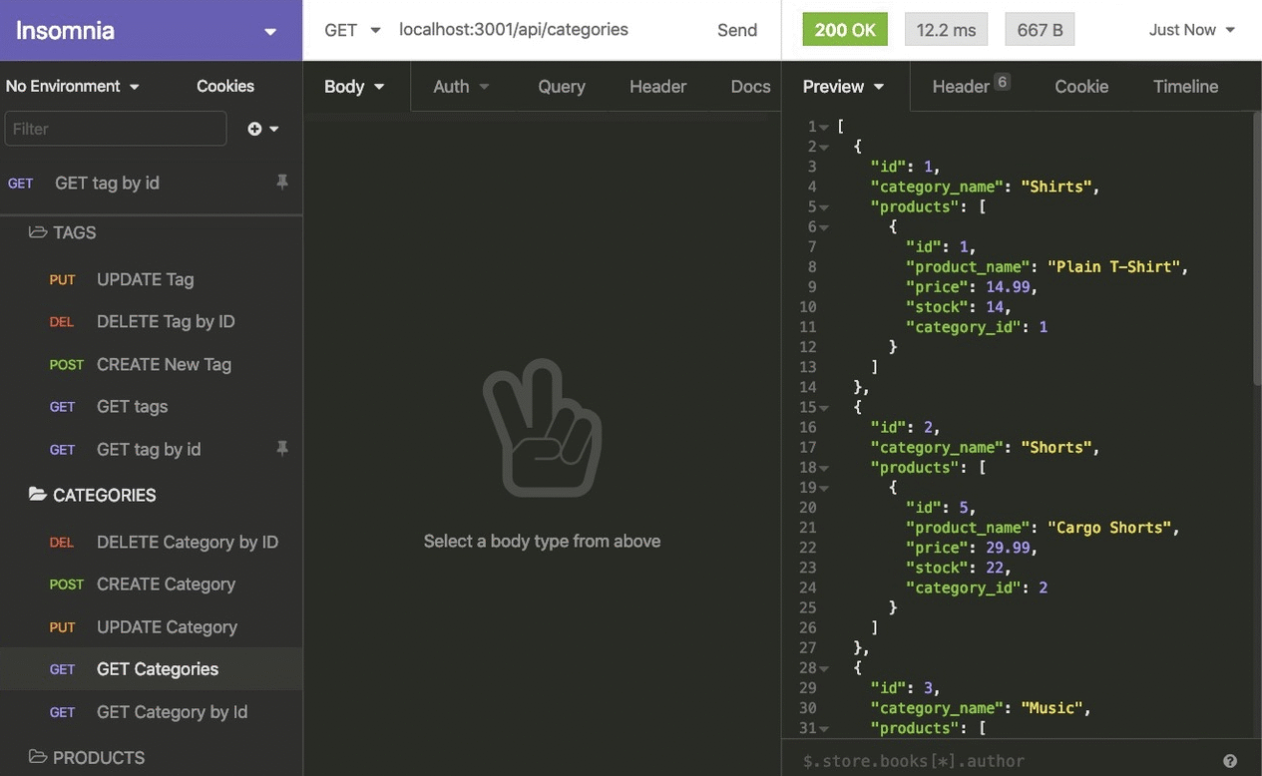 Insomnia
GET localhost:3001/api/categories Send
200 OK 12.2 ms 667 B Just Now
No Environment Cookies
Body Auth Query Header Docs
Preview Header 6 Cookie Timeline
Filter
GET GET tag by id
TAGS
PUT UPDATE Tag
DEL DELETE Tag by ID
POST CREATE New Tag
GET GET tags
GET GET tag by id
CATEGORIES
DEL DELETE Category by ID
POST CREATE Category
PUT UPDATE Category
GET GET Categories
GET GET Category by Id
PRODUCTS
Select a body type from above
1 [
2 {
3 "id": 1,
4 "category_name": "Shirts",
5 "products": [
6 {
7 "id": 1,
8 "product_name": "Plain T-Shirt",
9 "price": 14.99,
10 "stock": 14,
11 "category_id": 1
12 }
13 ]
14 },
15 {
16 "id": 2,
17 "category_name": "Shorts",
18 "products": [
19 {
20 "id": 5,
21 "product_name": "Cargo Shorts",
22 "price": 29.99,
23 "stock": 22,
24 "category_id": 2
25 }
26 ]
27 },
28 {
29 "id": 3,
30 "category_name": "Music",
31 "products": [
$.store.books[*].author ?